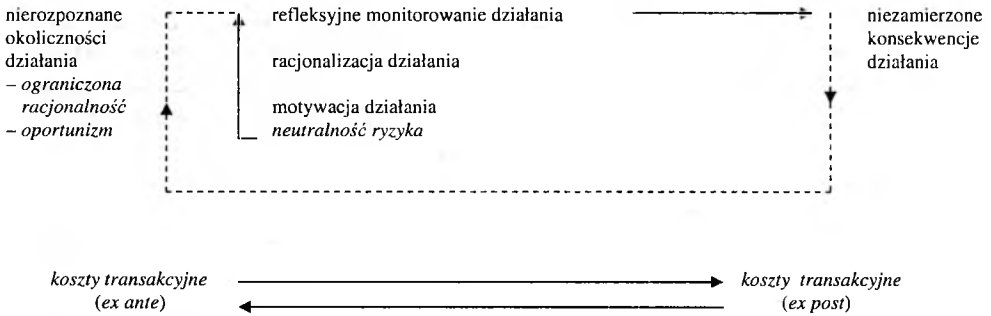 nierozpoznane
okoliczności
działania
– ograniczona
racjonalność
– oportunizm
refleksyjne monitorowanie działania
racjonalizacja działania
motywacja działania
neutralność ryzyka
niezamierzone
konsekwencje
działania
koszty transakcyjne
(ex ante)
koszty transakcyjne
(ex post)